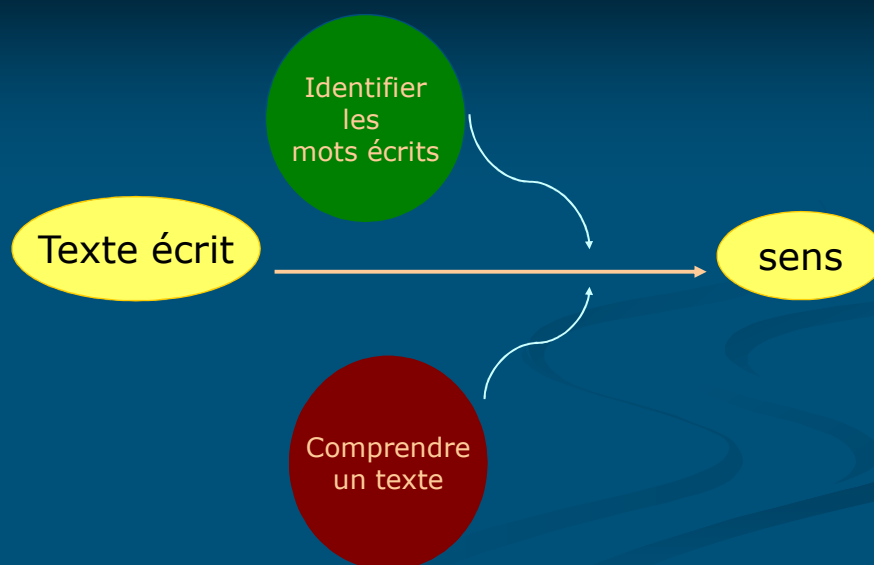 Identifier
les
mots écrits
Texte écrit
sens
Comprendre
un texte